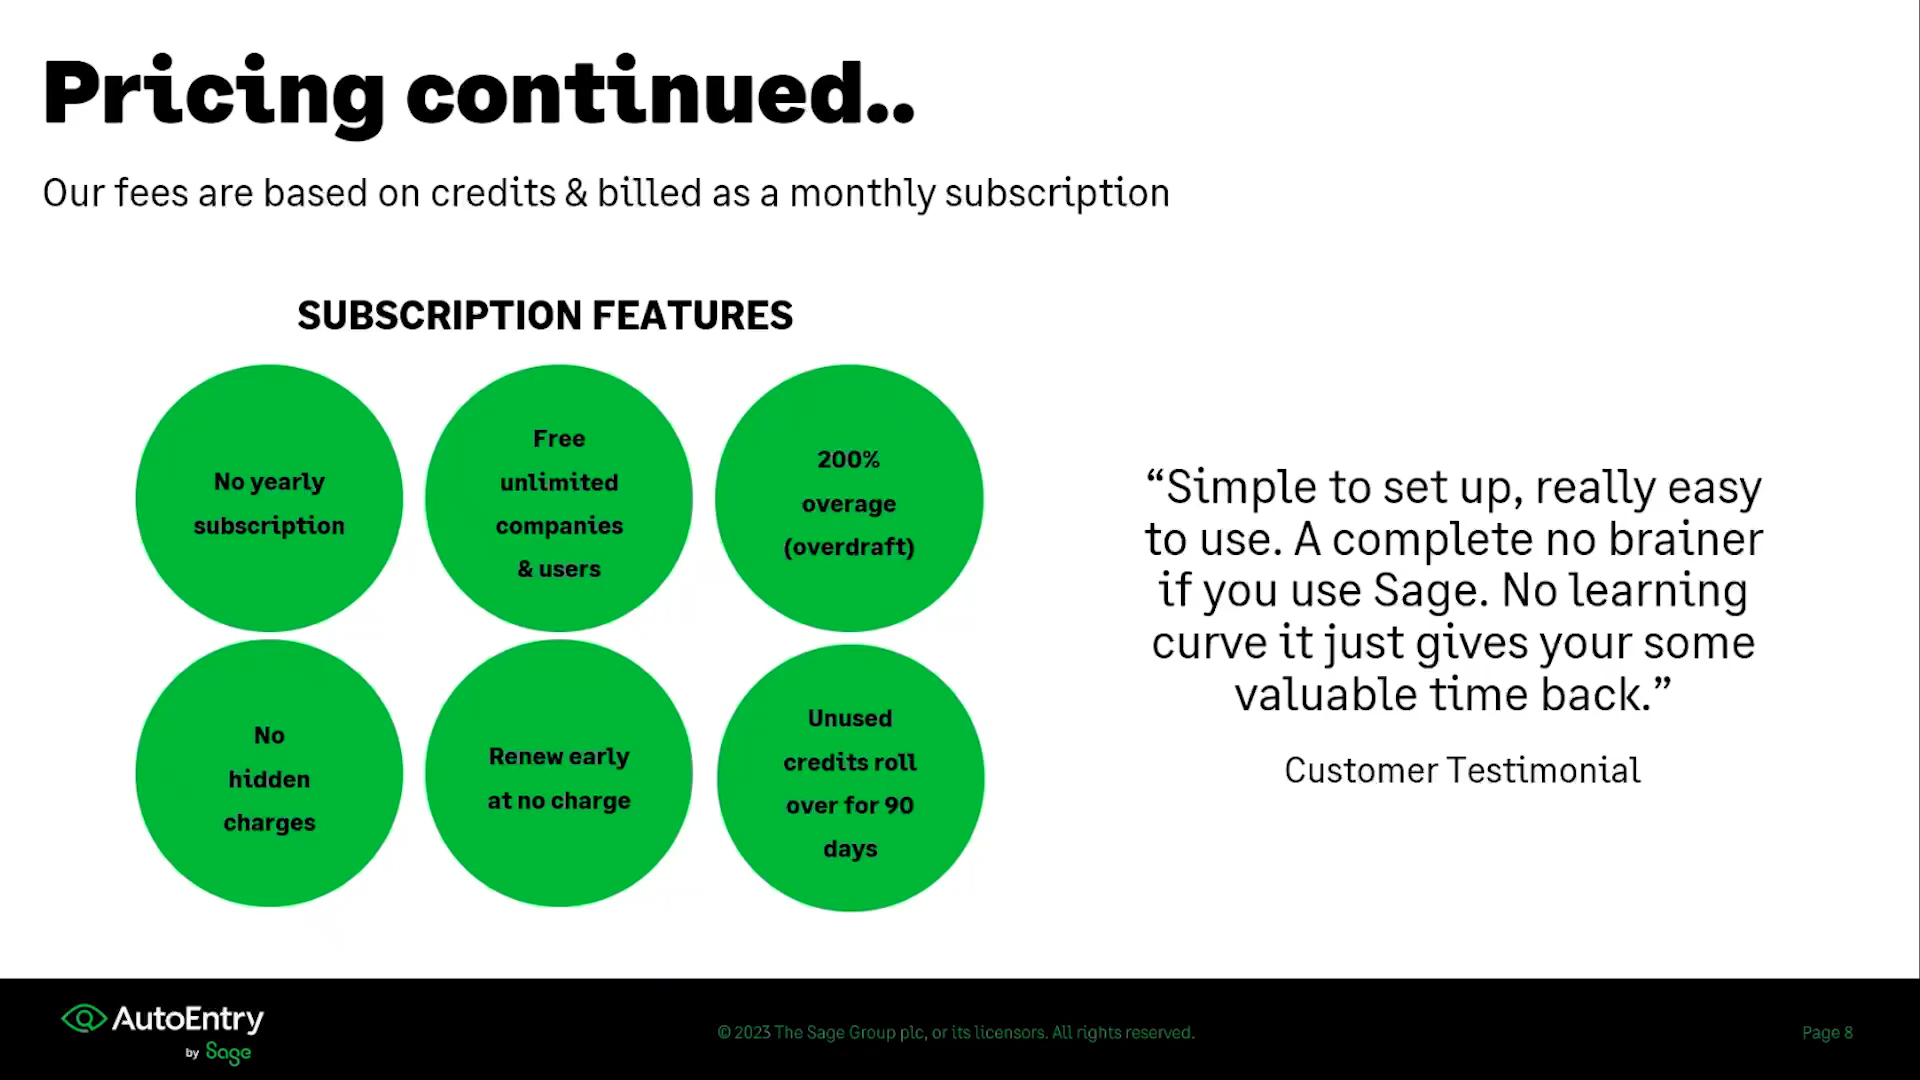 Pricing continued..
Our fees are based on credits & billed as a monthly subscription
SUBSCRIPTION FEATURES
No yearly
subscription
Free
unlimited
companies
& users
200%
overage
(overdraft)
No
hidden
charges
Renew early
at no charge
Unused
credits roll
over for 90
days
“Simple to set up, really easy
to use. A complete no brainer
if you use Sage. No learning
curve it just gives your some
valuable time back.”
Customer Testimonial
AutoEntry
by Sage
© 2023 The Sage Group plc, or its licensors. All rights reserved.
Page 8